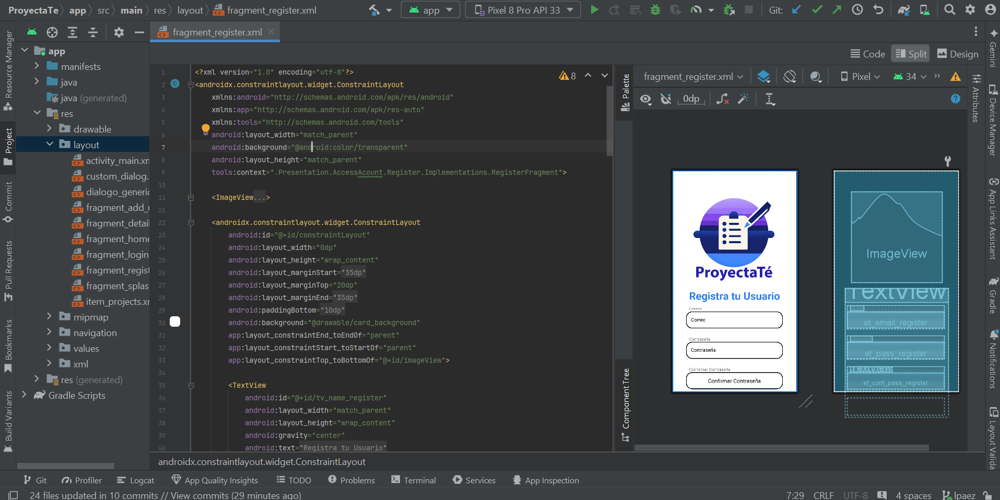 ProyectaTe app src main res layout fragment_register.xml app Pixel 8 Pro API 33 Git:
fragment_register.xml
Code Split Design
Resource Manager
Project
Commit
Pull Requests
Bookmarks
Build Variants
app
manifests
java
java (generated)
res
drawable
layout
activity_main.xm
custom_dialog.
dialogo_generic
fragment_add_u
fragment_detail
fragment_home
fragment_login
fragment_regist
fragment_splas
item_projects.xm
mipmap
navigation
values
xml
res (generated)
Gradle Scripts
8
1 <?xml version="1.0" encoding="utf-8"?>
2 <androidx.constraintlayout.widget.ConstraintLayout
3 xmlns:android="http://schemas.android.com/apk/res/android"
4 xmlns:app="http://schemas.android.com/apk/res-auto"
5 xmlns:tools="http://schemas.android.com/tools"
6 android:layout_width="match_parent"
7 android:background="@android:color/transparent"
8 android:layout_height="match_parent"
9 tools:context=".Presentation.AccessAcount.Register.Implementations.RegisterFragment">
10
11 <ImageView...>
21
22 <androidx.constraintlayout.widget.ConstraintLayout
23 android:id="@+id/constraintLayout"
24 android:layout_width="0dp"
25 android:layout_height="wrap_content"
26 android:layout_marginStart="35dp"
27 android:layout_marginTop="20dp"
28 android:layout_marginEnd="35dp"
29 android:paddingBottom="10dp"
30 android:background="@drawable/card_background"
31 app:layout_constraintEnd_toEndOf="parent"
32 app:layout_constraintStart_toStartOf="parent"
33 app:layout_constraintTop_toBottomOf="@+id/imageView">
34
35 <TextView
36 android:id="@+id/tv_name_register"
37 android:layout_width="match_parent"
38 android:layout_height="wrap_content"
39 android:gravity="center"
40 android:text="Registra tu Usuario"
androidx.constraintlayout.widget.ConstraintLayout
Palette
Component Tree
fragment_register.xml Pixel 34
0dp
ProyectaTé
Registra tu Usuario
Correo
Correo
Contraseña
Contraseña
Confirmar Contraseña
Confirmar Contraseña
ImageView
TextView
et_email_register
et_pass_register
TextView
et_conf_pass_register
Attributes
Gemini
Device Manager
App Links Assistant
Gradle
Notifications
Layout Valida
Git Profiler Logcat App Quality Insights TODO Problems Terminal Services App Inspection
24 files updated in 10 commits // View commits (29 minutes ago) 7:29 CRLF UTF-8 4 spaces lpaez